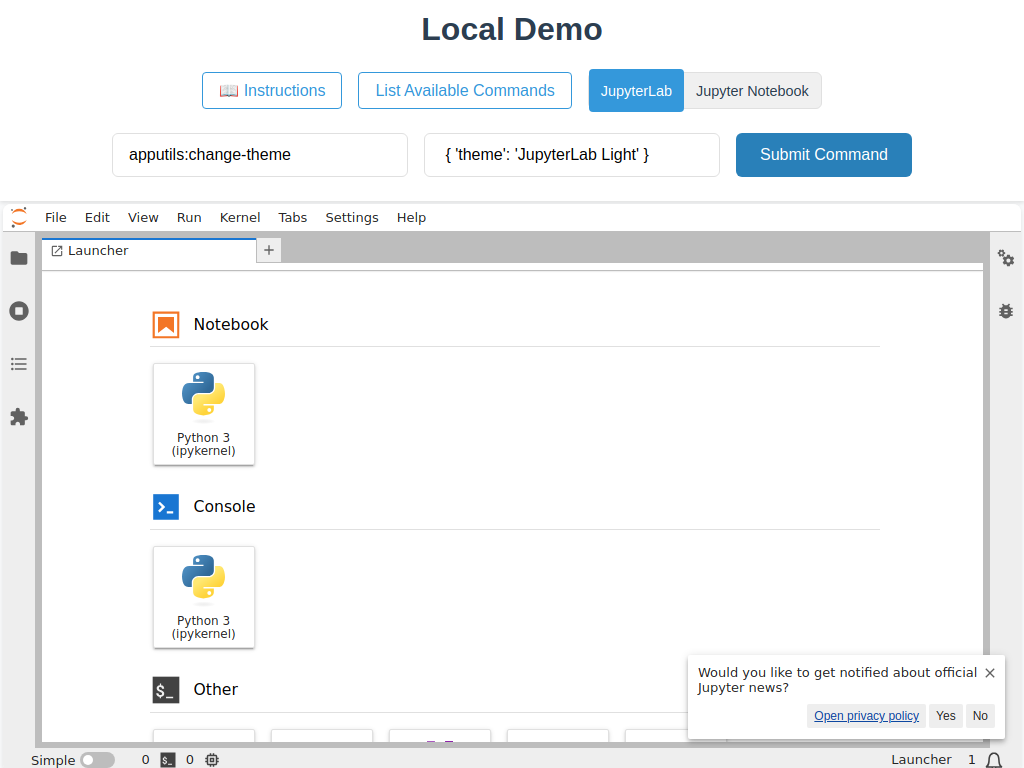 Local Demo
📖 Instructions
List Available Commands
JupyterLab
Jupyter Notebook
apputils:change-theme
{ 'theme': 'JupyterLab Light' }
Submit Command
File Edit View Run Kernel Tabs Settings Help
Launcher
Notebook
Python 3
(ipykernel)
Console
Python 3
(ipykernel)
$_ Other
Would you like to get notified about official
Jupyter news?
Open privacy policy Yes No
Simple 0 $_ 0 Launcher 1